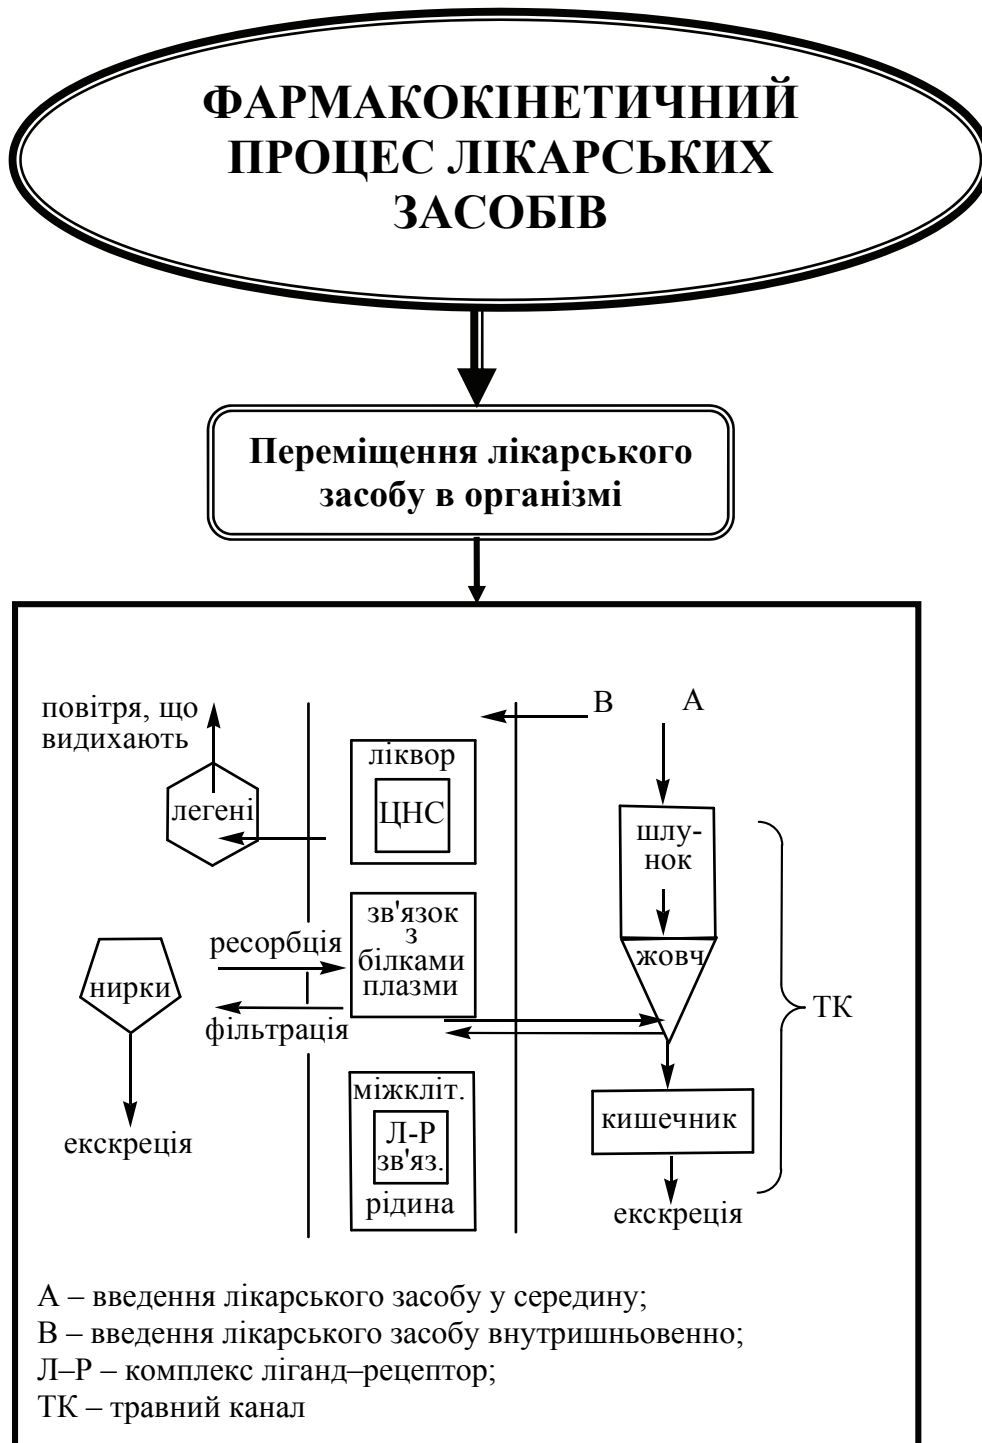 ФАРМАКОКІНЕТИЧНИЙ
ПРОЦЕС ЛІКАРСЬКИХ
ЗАСОБІВ
Переміщення лікарського
засобу в організмі
повітря, що
видихають
легені
В
А
ліквор
ЦНС
шлу-
нок
зв'язок
з
білками
плазми
ресорбція
жовч
нирки
фільтрація
ТК
міжкліт.
Л-Р
зв'яз.
рідина
кишечник
екскреція
екскреція
А – введення лікарського засобу у середину;
В – введення лікарського засобу внутришньовенно;
Л–Р – комплекс ліганд–рецептор;
ТК – травний канал